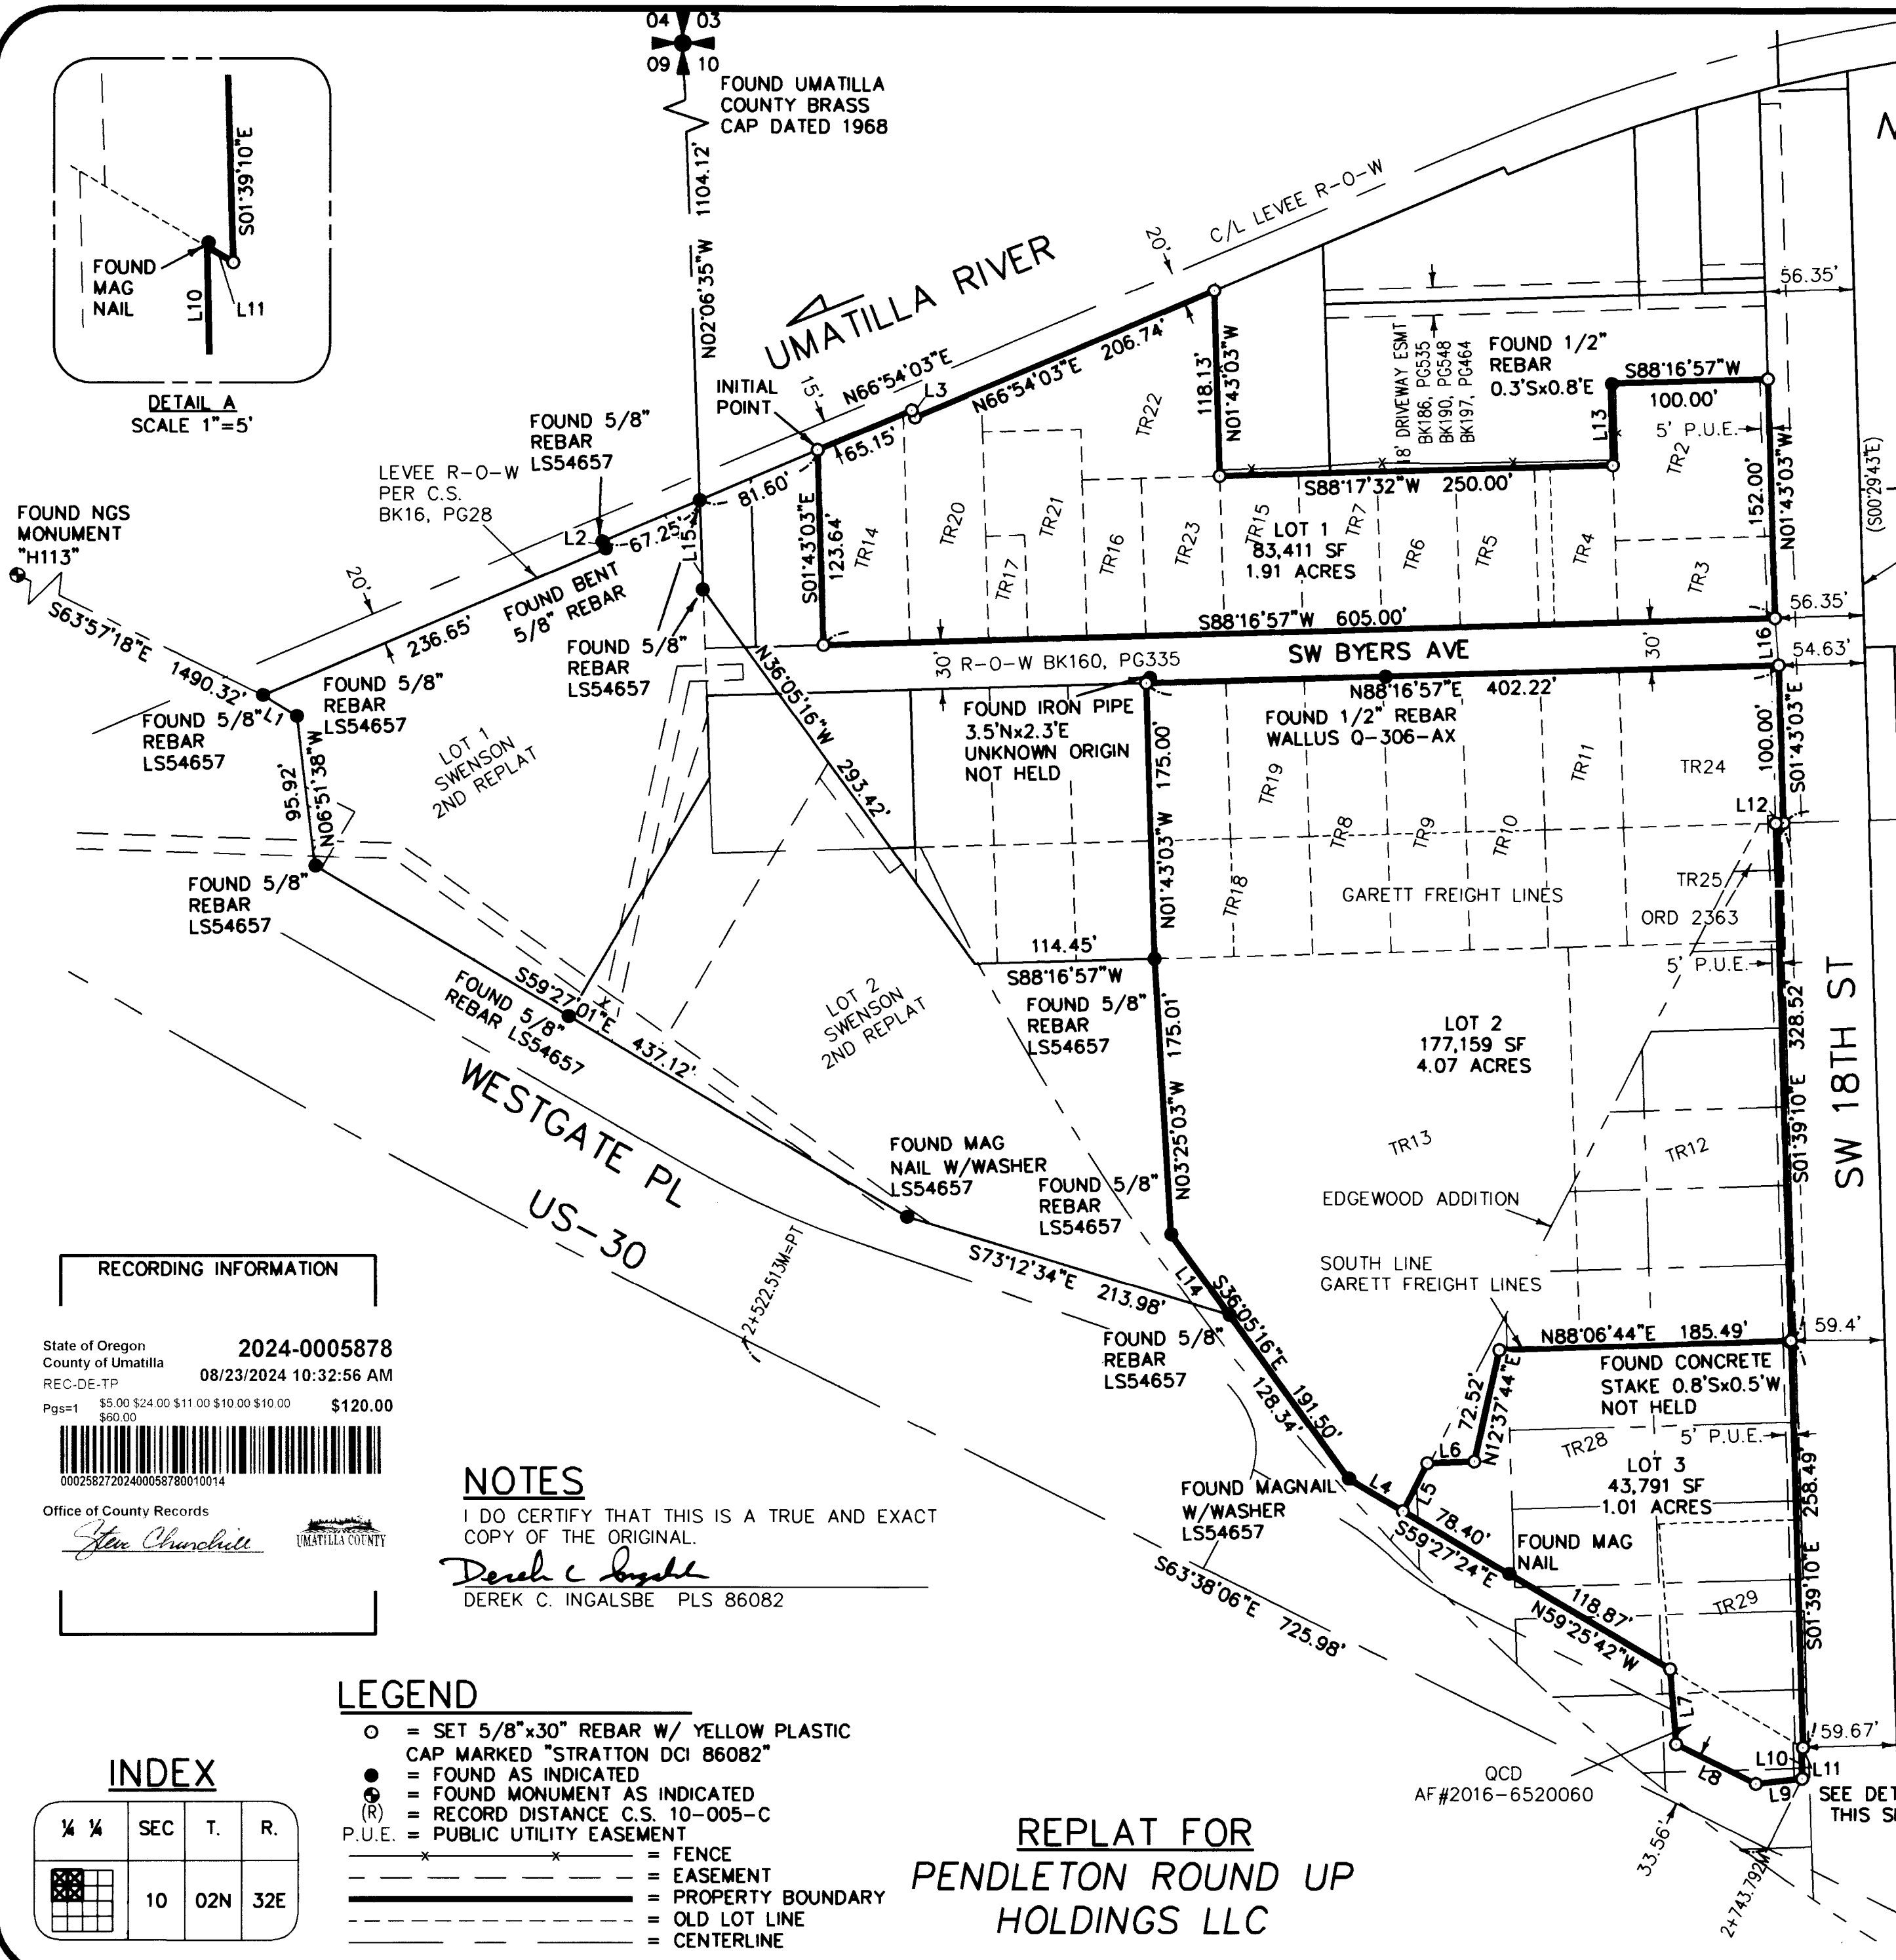 04 03
09 10
FOUND UMATILLA
COUNTY BRASS
CAP DATED 1968
S01°39'10"E
FOUND
MAG
NAIL
L10
L11
DETAIL A
SCALE 1"=5'
N02°06'35"W 1104.12'
UMATILLA RIVER
C/L LEVEE R-O-W
20'
15'
INITIAL
POINT
N66°54'03"E
L3
65.15'
N66°54'03"E 206.74'
118.13'
N01°43'03"W
18' DRIVEWAY ESMT
BK186, PG535
BK190, PG548
BK197, PG464
FOUND 1/2"
REBAR
0.3'Sx0.8'E
S88°16'57"W
100.00'
L13
5' P.U.E.
TR2
56.35'
152.00'
N01°43'03"W
(S00°29'43"E)
FOUND 5/8"
REBAR
LS54657
LEVEE R-O-W
PER C.S.
BK16, PG28
FOUND NGS
MONUMENT
"H113"
S63°57'18"E 1490.32'
20'
L2
67.25'
81.60'
L15
236.65'
FOUND BENT
5/8" REBAR
FOUND 5/8"
REBAR
LS54657
S01°43'03"E
123.64'
TR14
TR20
TR17
TR21
TR16
TR22
TR23
TR15
TR7
TR6
TR5
TR4
TR3
S88°17'32"W 250.00'
LOT 1
83,411 SF
1.91 ACRES
S88°16'57"W 605.00'
56.35'
L16
54.63'
30'
R-O-W BK160, PG335
SW BYERS AVE
30'
N88°16'57"E 402.22'
FOUND IRON PIPE
3.5'Nx2.3'E
UNKNOWN ORIGIN
NOT HELD
FOUND 1/2" REBAR
WALLUS Q-306-AX
FOUND 5/8"
REBAR
LS54657
L1
FOUND 5/8"
REBAR
LS54657
95.92'
N06°51'38"W
LOT 1
SWENSON
2ND REPLAT
N36°05'16"W 293.42'
N01°43'03"W 175.00'
TR19
TR11
TR24
100.00'
S01°43'03"E
L12
TR8
TR9
TR10
TR18
GARETT FREIGHT LINES
TR25
ORD 2363
5' P.U.E.
FOUND 5/8"
REBAR
LS54657
114.45'
S88°16'57"W
FOUND 5/8"
REBAR
LS54657
S59°27'01"E
437.12'
FOUND 5/8"
REBAR LS54657
LOT 2
SWENSON
2ND REPLAT
N03°25'03"W 175.01'
LOT 2
177,159 SF
4.07 ACRES
S01°39'10"E 328.52'
SW 18TH ST
WESTGATE PL
US-30
FOUND MAG
NAIL W/WASHER
LS54657
FOUND 5/8"
REBAR
LS54657
TR13
TR12
EDGEWOOD ADDITION
SOUTH LINE
GARETT FREIGHT LINES
2+522.513M=PT
S73°12'34"E 213.98'
L14
S36°05'16"E 191.50'
128.34'
FOUND 5/8"
REBAR
LS54657
N88°06'44"E 185.49'
59.4'
FOUND CONCRETE
STAKE 0.8'Sx0.5'W
NOT HELD
72.52'
N12°37'44"E
L6
L5
L4
TR28
5' P.U.E.
LOT 3
43,791 SF
1.01 ACRES
FOUND MAGNAIL
W/WASHER
LS54657
78.40'
S59°27'24"E
FOUND MAG
NAIL
118.87'
N59°25'42"W
TR29
S01°39'10"E 258.49'
S63°38'06"E 725.98'
L7
L8
L9
L10
L11
59.67'
QCD
AF#2016-6520060
SEE DET
THIS S
33.56'
2+743.792M
RECORDING INFORMATION
State of Oregon
County of Umatilla
2024-0005878
REC-DE-TP
08/23/2024 10:32:56 AM
Pgs=1 $5.00 $24.00 $11.00 $10.00 $10.00 $120.00
$60.00
00025827202400058780010014
Office of County Records
Steve Churchill
UMATILLA COUNTY
NOTES
I DO CERTIFY THAT THIS IS A TRUE AND EXACT
COPY OF THE ORIGINAL.
Derek C Ingalsbe
DEREK C. INGALSBE PLS 86082
LEGEND
= SET 5/8"x30" REBAR W/ YELLOW PLASTIC
CAP MARKED "STRATTON DCI 86082"
= FOUND AS INDICATED
= FOUND MONUMENT AS INDICATED
(R) = RECORD DISTANCE C.S. 10-005-C
P.U.E. = PUBLIC UTILITY EASEMENT
= FENCE
= EASEMENT
= PROPERTY BOUNDARY
= OLD LOT LINE
= CENTERLINE
INDEX
¼ ¼ SEC T. R.
10 02N 32E
REPLAT FOR
PENDLETON ROUND UP
HOLDINGS LLC